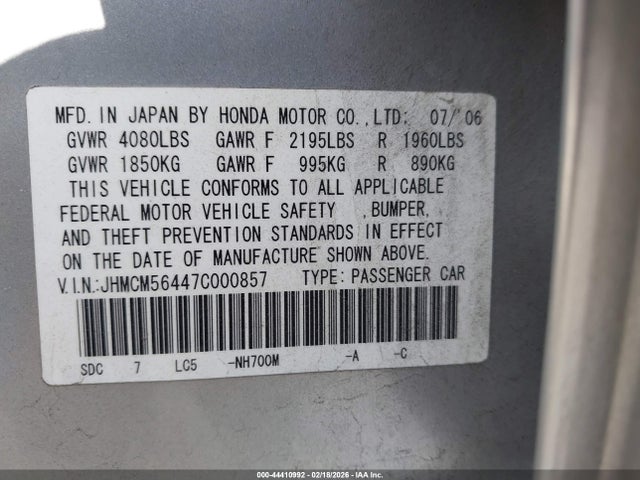 MFD. IN JAPAN BY HONDA MOTOR CO.,LTD: 07/'06
GVWR 4080LBS GAWR F 2195LBS R 1960LBS
GVWR 1850KG GAWR F 995KG R 890KG
THIS VEHICLE CONFORMS TO ALL APPLICABLE
FEDERAL MOTOR VEHICLE SAFETY ,BUMPER,
AND THEFT PREVENTION STANDARDS IN EFFECT
ON THE DATE OF MANUFACTURE SHOWN ABOVE.
V.I.N.:JHMCM56447C000857 TYPE: PASSENGER CAR
SDC 7 LC5 -NH700M -A -C
000-44410992 | 02/18/2026 - IAA Inc.